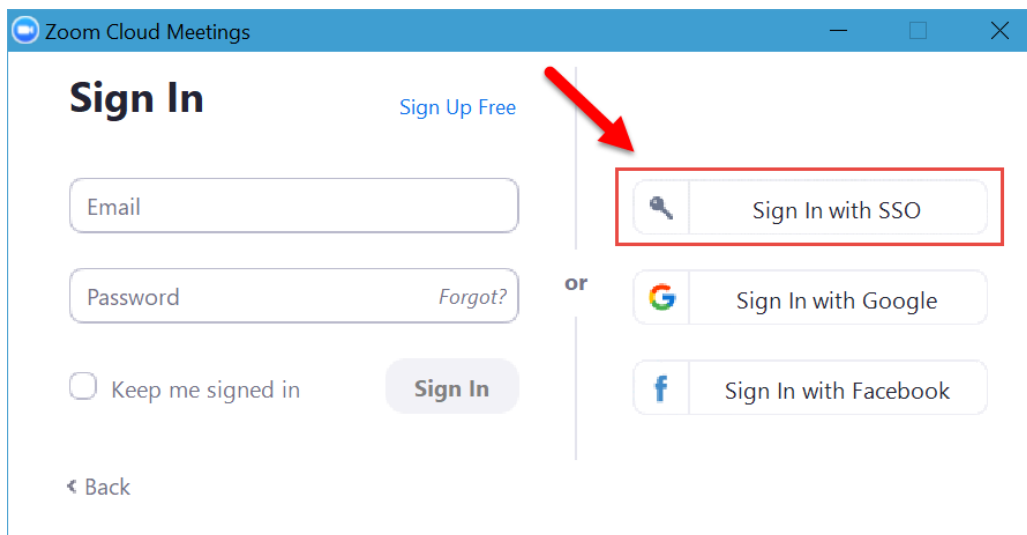 Zoom Cloud Meetings
Sign In
Sign Up Free
Email
Password
Forgot?
Keep me signed in
Sign In
Back
or
Sign In with SSO
Sign In with Google
Sign In with Facebook